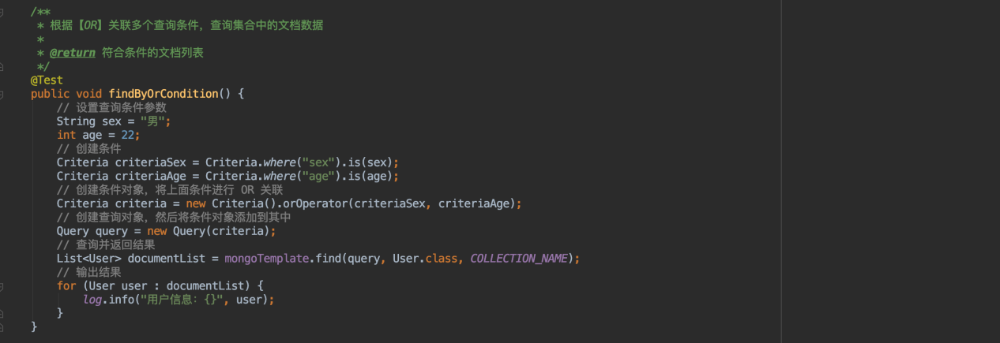 /**
 * 根据【OR】关联多个查询条件，查询集合中的文档数据
 *
 * @return 符合条件的文档列表
 */
@Test
public void findByOrCondition() {
    // 设置查询条件参数
    String sex = "男";
    int age = 22;
    // 创建条件
    Criteria criteriaSex = Criteria.where("sex").is(sex);
    Criteria criteriaAge = Criteria.where("age").is(age);
    // 创建条件对象，将上面条件进行 OR 关联
    Criteria criteria = new Criteria().orOperator(criteriaSex, criteriaAge);
    // 创建查询对象，然后将条件对象添加到其中
    Query query = new Query(criteria);
    // 查询并返回结果
    List<User> documentList = mongoTemplate.find(query, User.class, COLLECTION_NAME);
    // 输出结果
    for (User user : documentList) {
        log.info("用户信息：{}", user);
    }
}